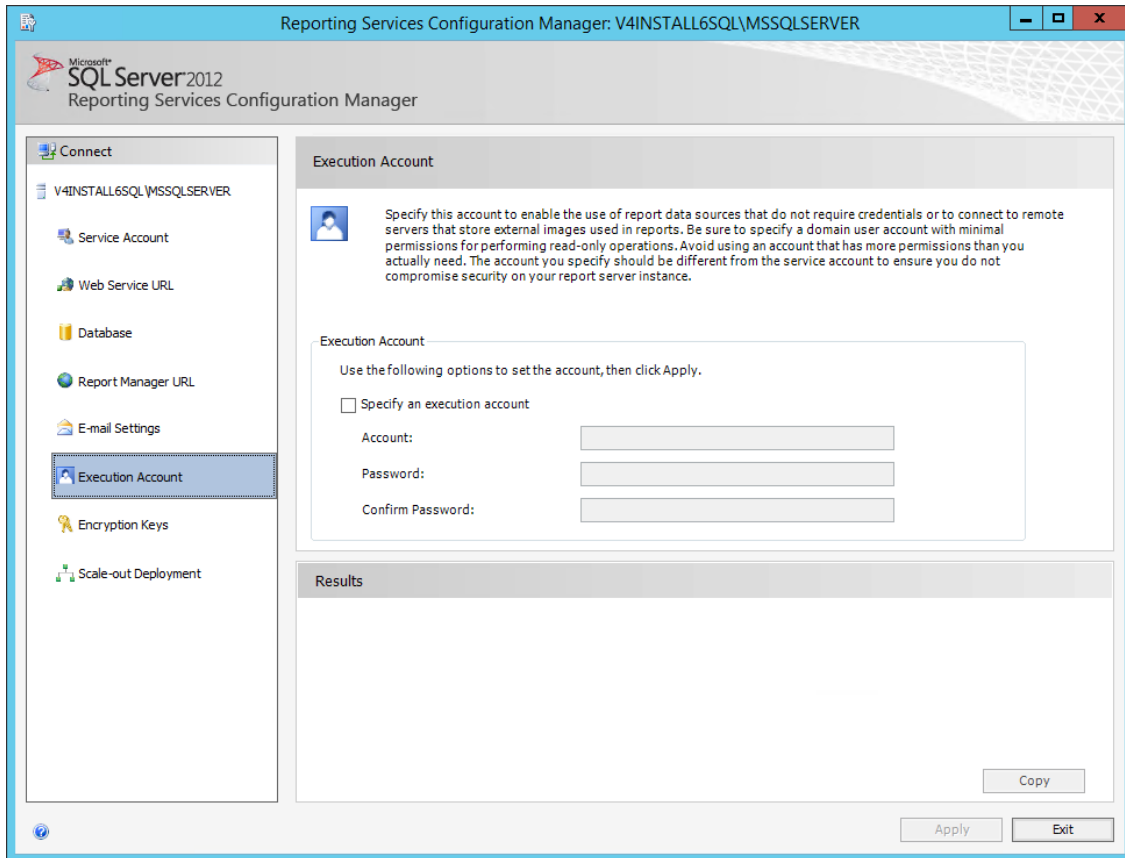 Reporting Services Configuration Manager: V4INSTALL6SQL\MSSQLSERVER
Microsoft
SQL Server 2012
Reporting Services Configuration Manager
Connect
V4INSTALL6SQL\MSSQLSERVER
Service Account
Web Service URL
Database
Report Manager URL
E-mail Settings
Execution Account
Encryption Keys
Scale-out Deployment
Execution Account
Specify this account to enable the use of report data sources that do not require credentials or to connect to remote
servers that store external images used in reports. Be sure to specify a domain user account with minimal
permissions for performing read-only operations. Avoid using an account that has more permissions than you
actually need. The account you specify should be different from the service account to ensure you do not
compromise security on your report server instance.
Execution Account
Use the following options to set the account, then click Apply.
Specify an execution account
Account:
Password:
Confirm Password:
Results
Copy
Apply
Exit